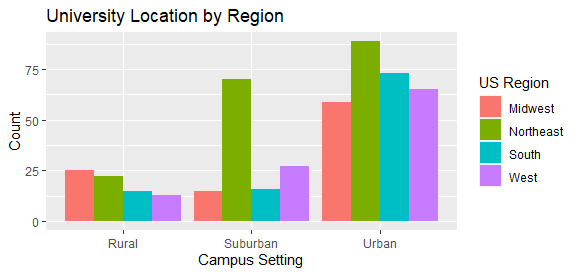 University Location by Region
75
50
25
0
Count
Rural
Suburban
Urban
Campus Setting
US Region
Midwest
Northeast
South
West